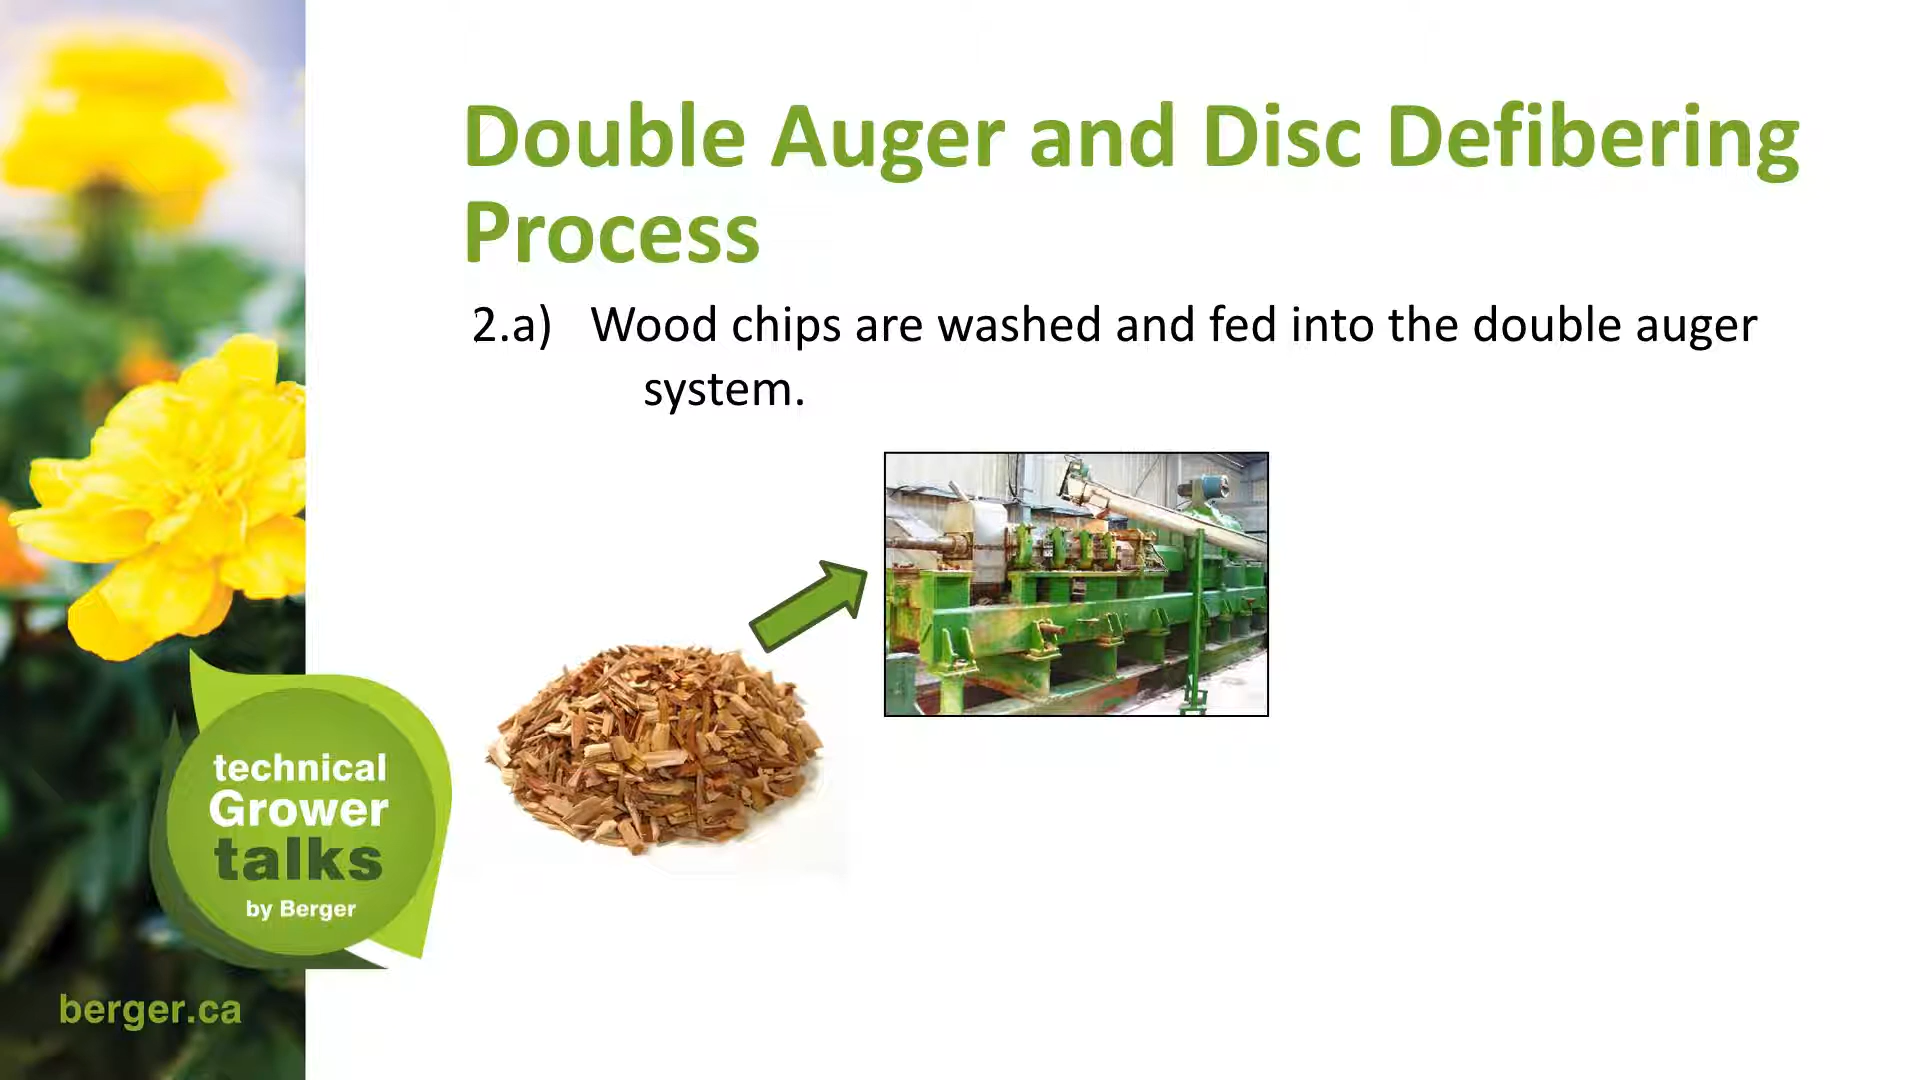 Double Auger and Disc Defibering
Process
2.a) Wood chips are washed and fed into the double auger
system.
technical
Grower
talks
by Berger
berger.ca